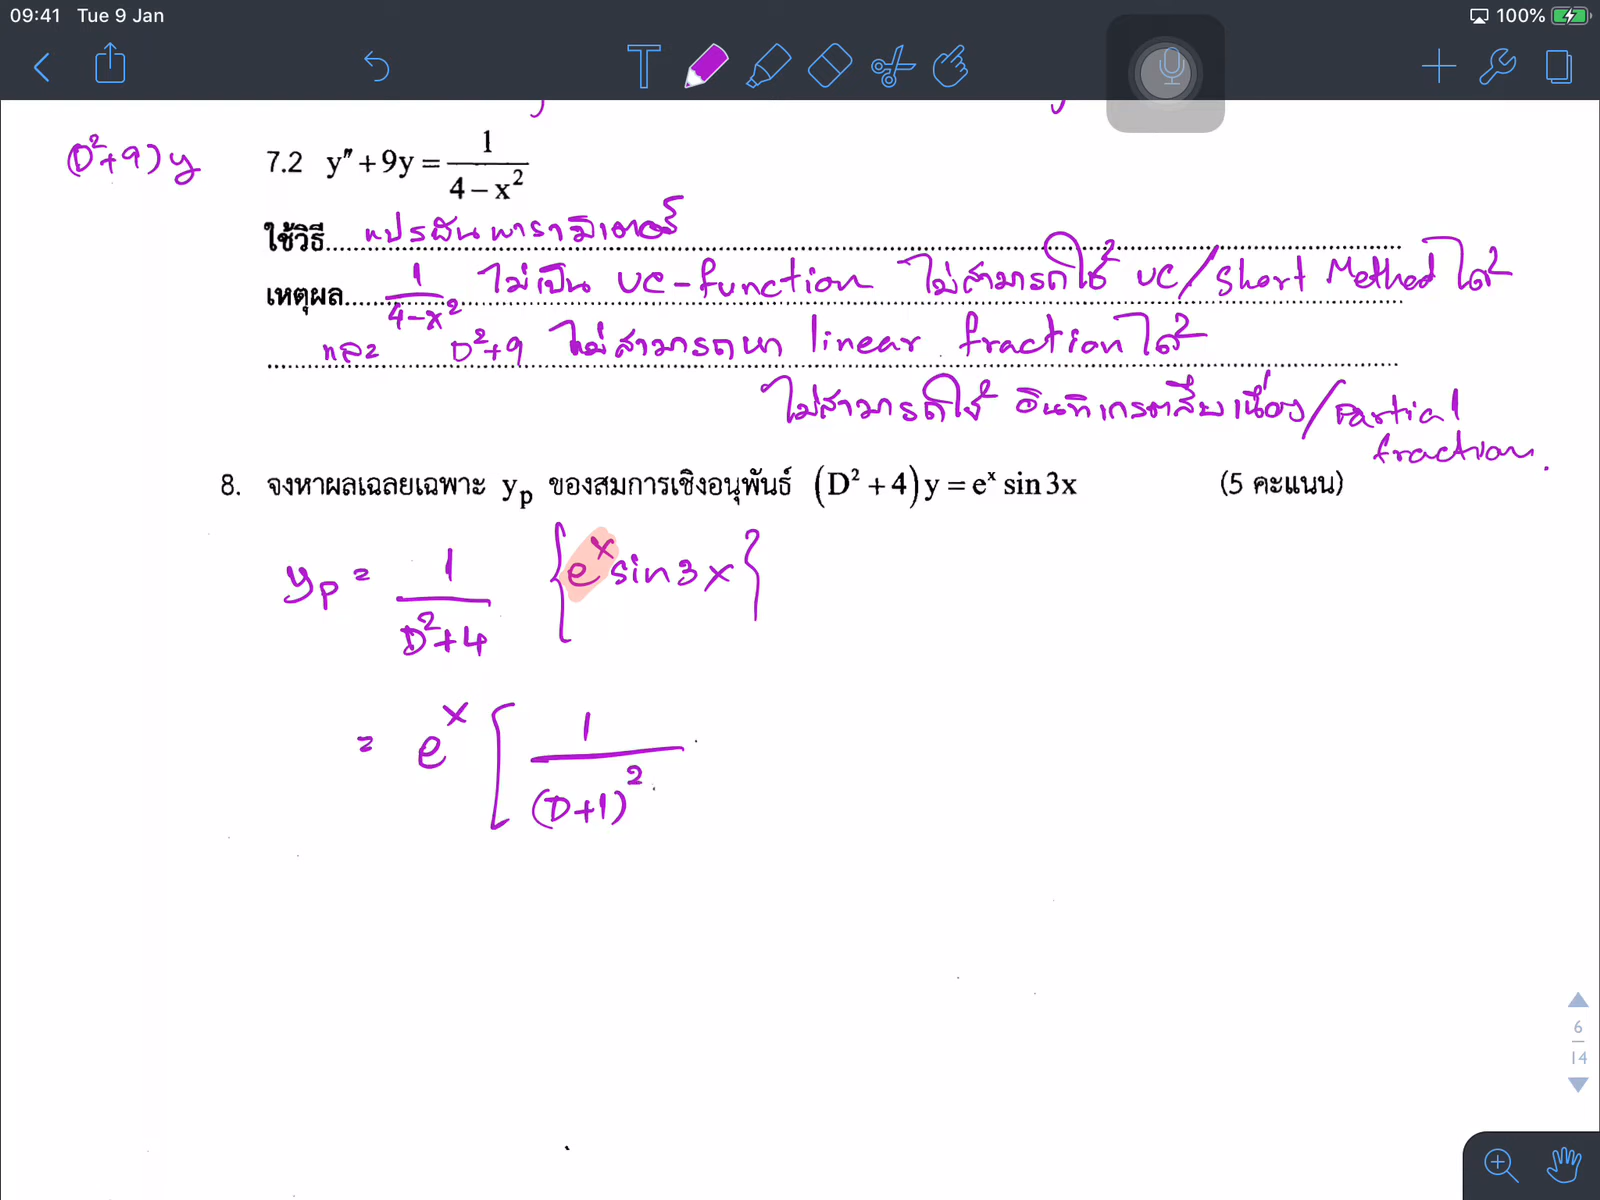 09:41 Tue 9 Jan 100%
(D²+9)y
7.2 y″ + 9y = 1/(4 − x²)
ใช้วิธี แปรผันพารามิเตอร์
เหตุผล 1/(4−x²) ไม่เป็น UC-function ไม่สามารถใช้ UC/Short Method ได้
และ D²+9 ไม่สามารถหา linear fraction ได้
ไม่สามารถใช้ อินทิเกรตสืบเนื่อง/Partial
fraction.
8. จงหาผลเฉลยเฉพาะ yₚ ของสมการเชิงอนุพันธ์ (D² + 4)y = eˣ sin 3x (5 คะแนน)
yₚ = 1/(D²+4) {eˣ sin 3x}
= eˣ [ 1/(D+1)²
6
14